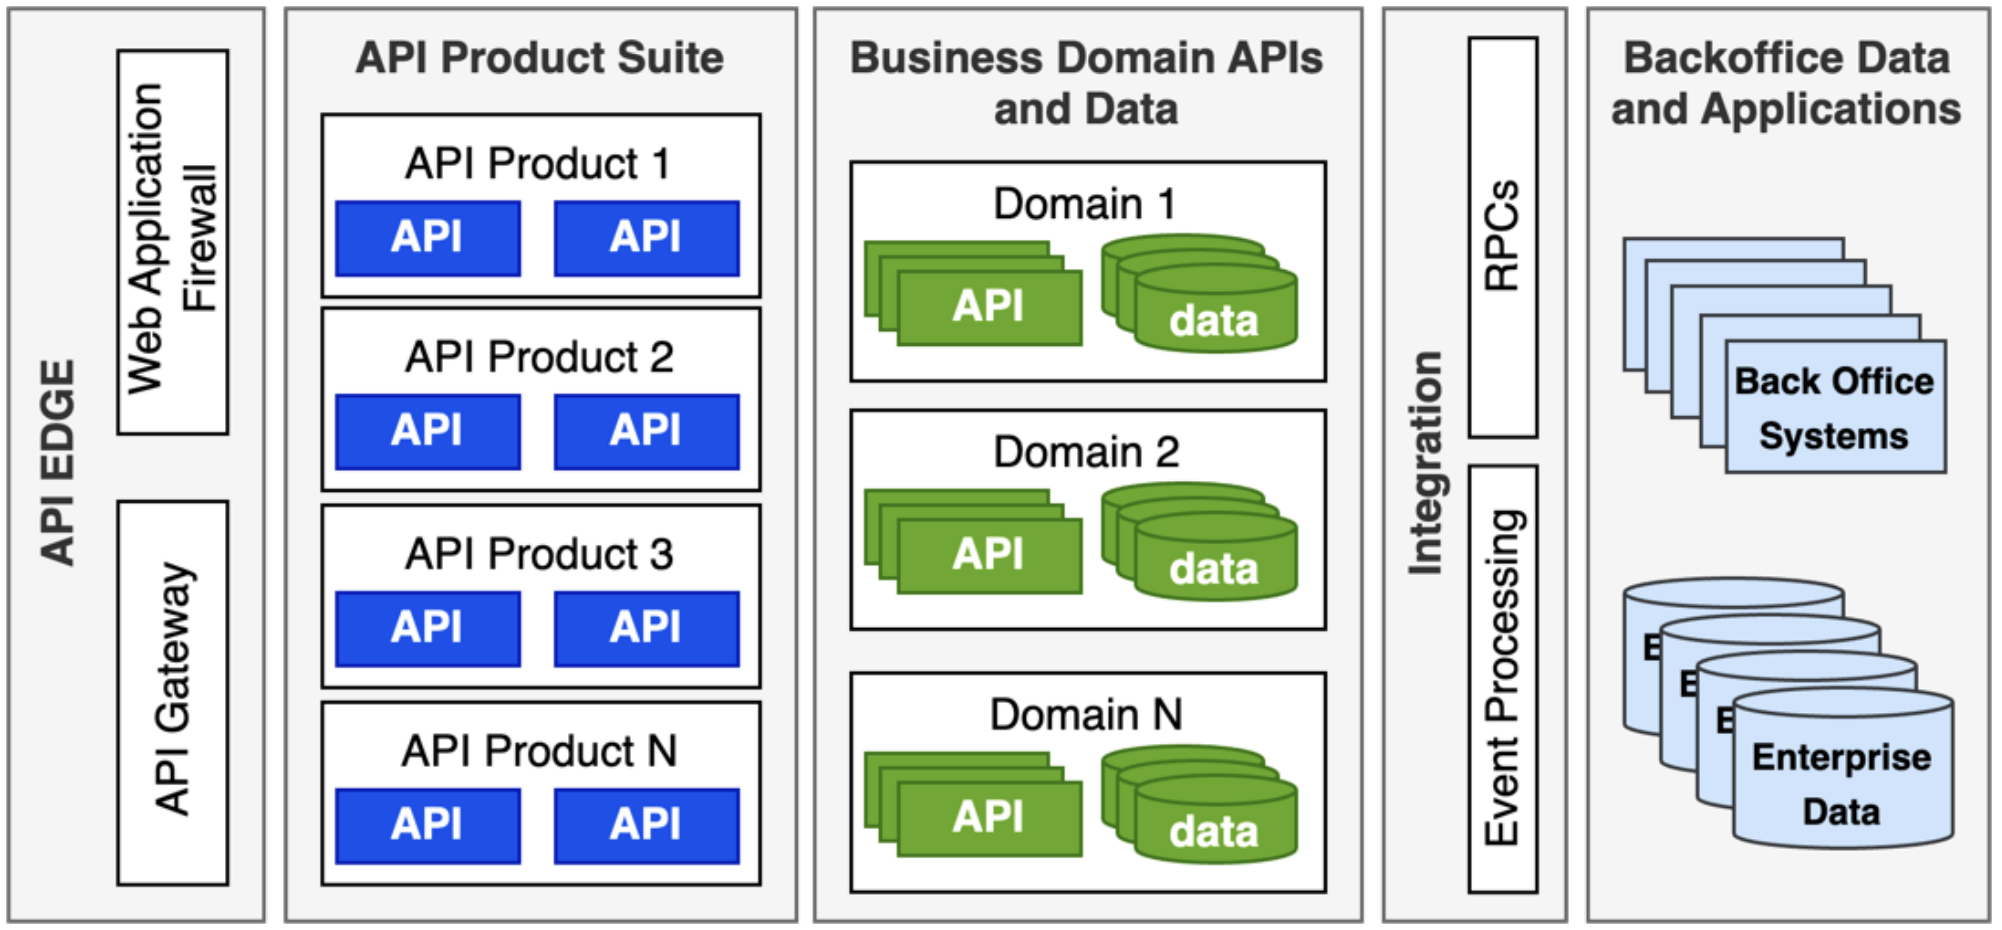 API EDGE
Web Application
Firewall
API Gateway
API Product Suite
API Product 1
API
API
API Product 2
API
API
API Product 3
API
API
API Product N
API
API
Business Domain APIs
and Data
Domain 1
API
data
Domain 2
API
data
Domain N
API
data
Integration
RPCs
Event Processing
Backoffice Data
and Applications
Back Office
Systems
E
E
E
Enterprise
Data